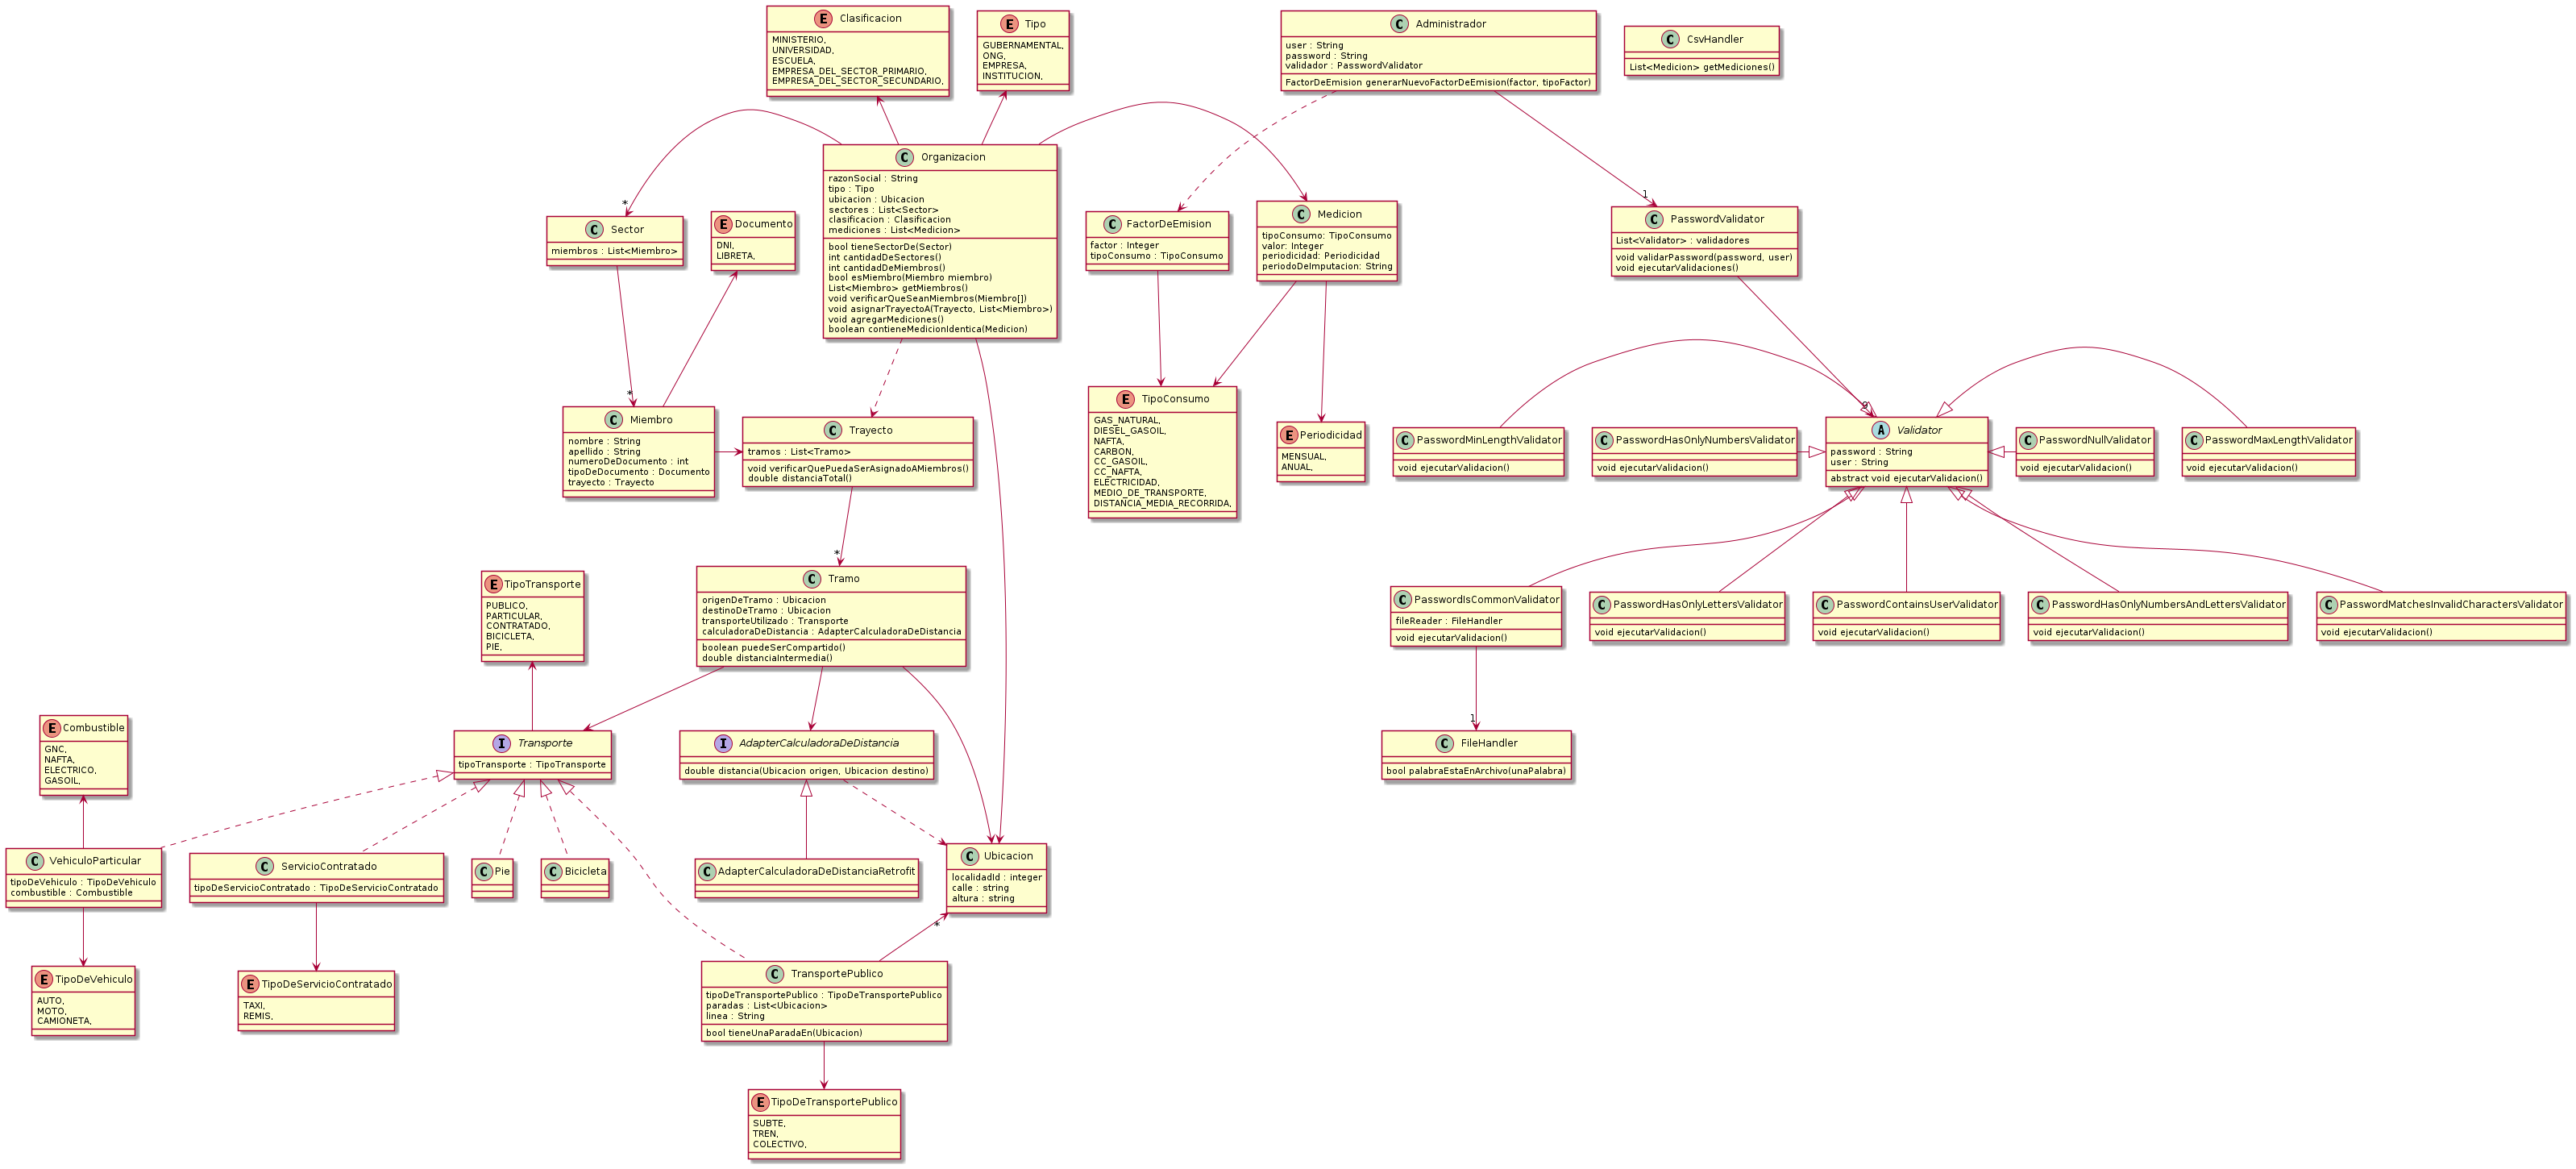 E Clasificacion
MINISTERIO,
UNIVERSIDAD,
ESCUELA,
EMPRESA_DEL_SECTOR_PRIMARIO,
EMPRESA_DEL_SECTOR_SECUNDARIO,
E Tipo
GUBERNAMENTAL,
ONG,
EMPRESA,
INSTITUCION,
C Administrador
user : String
password : String
validador : PasswordValidator
FactorDeEmision generarNuevoFactorDeEmision(factor, tipoFactor)
C CsvHandler
List<Medicion> getMediciones()
C Organizacion
razonSocial : String
tipo : Tipo
ubicacion : Ubicacion
sectores : List<Sector>
clasificacion : Clasificacion
mediciones : List<Medicion>
bool tieneSectorDe(Sector)
int cantidadDeSectores()
int cantidadDeMiembros()
bool esMiembro(Miembro miembro)
List<Miembro> getMiembros()
void verificarQueSeanMiembros(Miembro[])
void asignarTrayectoA(Trayecto, List<Miembro>)
void agregarMediciones()
boolean contieneMedicionIdentica(Medicion)
*
C Sector
miembros : List<Miembro>
E Documento
DNI,
LIBRETA,
C FactorDeEmision
factor : Integer
tipoConsumo : TipoConsumo
C Medicion
tipoConsumo: TipoConsumo
valor: Integer
periodicidad: Periodicidad
periodoDeImputacion: String
1
C PasswordValidator
List<Validator> : validadores
void validarPassword(password, user)
void ejecutarValidaciones()
*
C Miembro
nombre : String
apellido : String
numeroDeDocumento : int
tipoDeDocumento : Documento
trayecto : Trayecto
C Trayecto
tramos : List<Tramo>
void verificarQuePuedaSerAsignadoAMiembros()
double distanciaTotal()
E TipoConsumo
GAS_NATURAL,
DIESEL_GASOIL,
NAFTA,
CARBON,
CC_GASOIL,
CC_NAFTA,
ELECTRICIDAD,
MEDIO_DE_TRANSPORTE,
DISTANCIA_MEDIA_RECORRIDA,
E Periodicidad
MENSUAL,
ANUAL,
C PasswordMinLengthValidator
void ejecutarValidacion()
C PasswordHasOnlyNumbersValidator
void ejecutarValidacion()
9
A Validator
password : String
user : String
abstract void ejecutarValidacion()
C PasswordNullValidator
void ejecutarValidacion()
C PasswordMaxLengthValidator
void ejecutarValidacion()
*
C Tramo
origenDeTramo : Ubicacion
destinoDeTramo : Ubicacion
transporteUtilizado : Transporte
calculadoraDeDistancia : AdapterCalculadoraDeDistancia
boolean puedeSerCompartido()
double distanciaIntermedia()
E TipoTransporte
PUBLICO,
PARTICULAR,
CONTRATADO,
BICICLETA,
PIE,
C PasswordIsCommonValidator
fileReader : FileHandler
void ejecutarValidacion()
C PasswordHasOnlyLettersValidator
void ejecutarValidacion()
C PasswordContainsUserValidator
void ejecutarValidacion()
C PasswordHasOnlyNumbersAndLettersValidator
void ejecutarValidacion()
C PasswordMatchesInvalidCharactersValidator
void ejecutarValidacion()
E Combustible
GNC,
NAFTA,
ELECTRICO,
GASOIL,
I Transporte
tipoTransporte : TipoTransporte
I AdapterCalculadoraDeDistancia
double distancia(Ubicacion origen, Ubicacion destino)
1
C FileHandler
bool palabraEstaEnArchivo(unaPalabra)
C VehiculoParticular
tipoDeVehiculo : TipoDeVehiculo
combustible : Combustible
C ServicioContratado
tipoDeServicioContratado : TipoDeServicioContratado
C Pie
C Bicicleta
C AdapterCalculadoraDeDistanciaRetrofit
C Ubicacion
localidadId : integer
calle : string
altura : string
*
E TipoDeVehiculo
AUTO,
MOTO,
CAMIONETA,
E TipoDeServicioContratado
TAXI,
REMIS,
C TransportePublico
tipoDeTransportePublico : TipoDeTransportePublico
paradas : List<Ubicacion>
linea : String
bool tieneUnaParadaEn(Ubicacion)
E TipoDeTransportePublico
SUBTE,
TREN,
COLECTIVO,